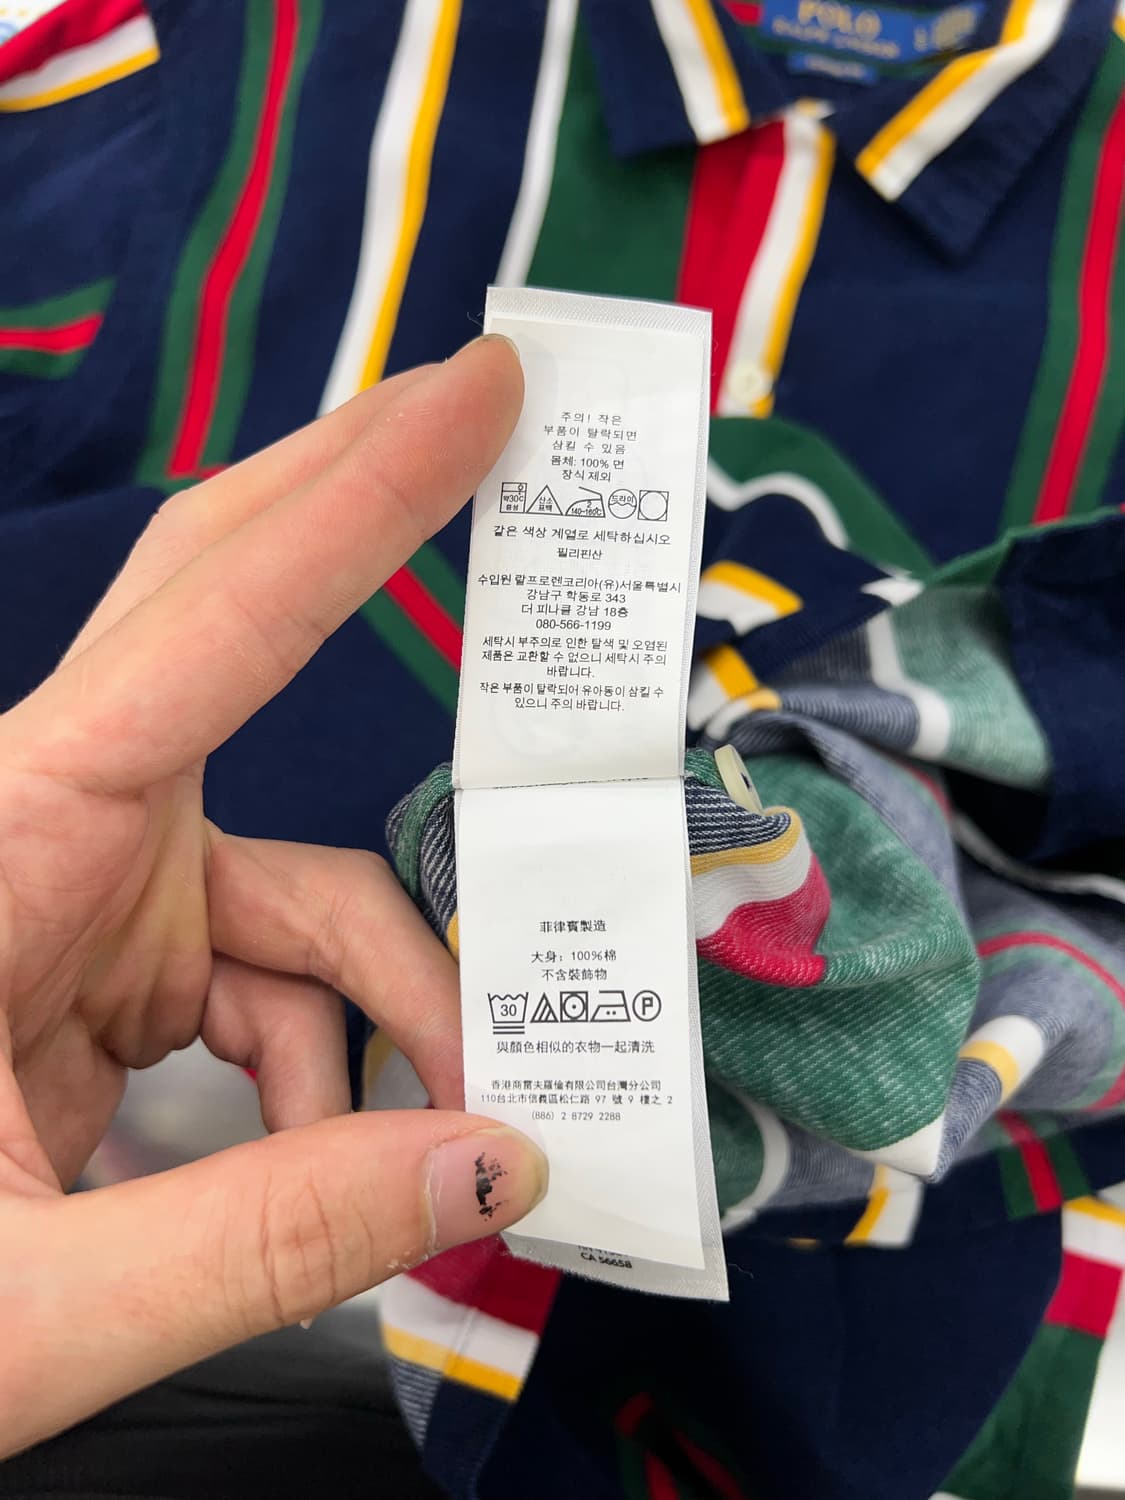 POLO
RALPH LAUREN
주의! 작은
부품이 탈락되면
삼킬 수 있음
몸체: 100% 면
장식 제외
약30℃
중성
산소
표백
140~160℃
드라이
같은 색상 계열로 세탁하십시오
필리핀산
수입원 랄프로렌코리아(유)서울특별시
강남구 학동로 343
더 피나클 강남 18층
080-566-1199
세탁시 부주의로 인한 탈색 및 오염된
제품은 교환할 수 없으니 세탁시 주의
바랍니다.
작은 부품이 탈락되어 유아동이 삼킬 수
있으니 주의 바랍니다.
菲律賓製造
大身: 100%棉
不含裝飾物
30
P
與顏色相似的衣物一起清洗
香港商雷夫羅倫有限公司台灣分公司
110台北市信義區松仁路 97 號 9 樓之 2
(886) 2 8729 2288
CA 56658